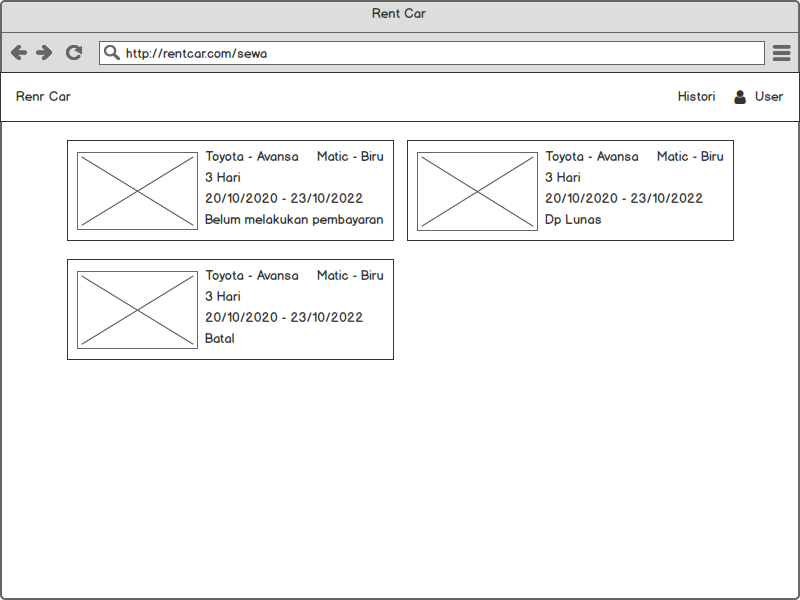 Rent Car
http://rentcar.com/sewa
Renr Car
Histori
User
Toyota - Avansa Matic - Biru
3 Hari
20/10/2020 - 23/10/2022
Belum melakukan pembayaran
Toyota - Avansa Matic - Biru
3 Hari
20/10/2020 - 23/10/2022
Dp Lunas
Toyota - Avansa Matic - Biru
3 Hari
20/10/2020 - 23/10/2022
Batal